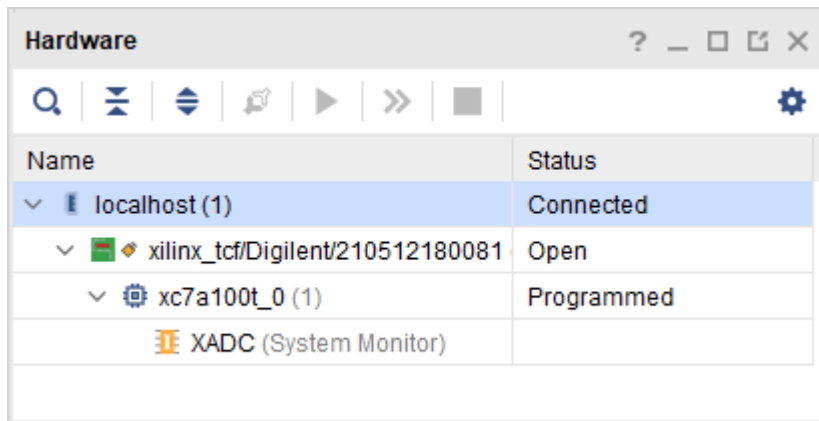 Hardware
Name Status
localhost (1) Connected
xilinx_tcf/Digilent/210512180081 Open
xc7a100t_0 (1) Programmed
XADC (System Monitor)